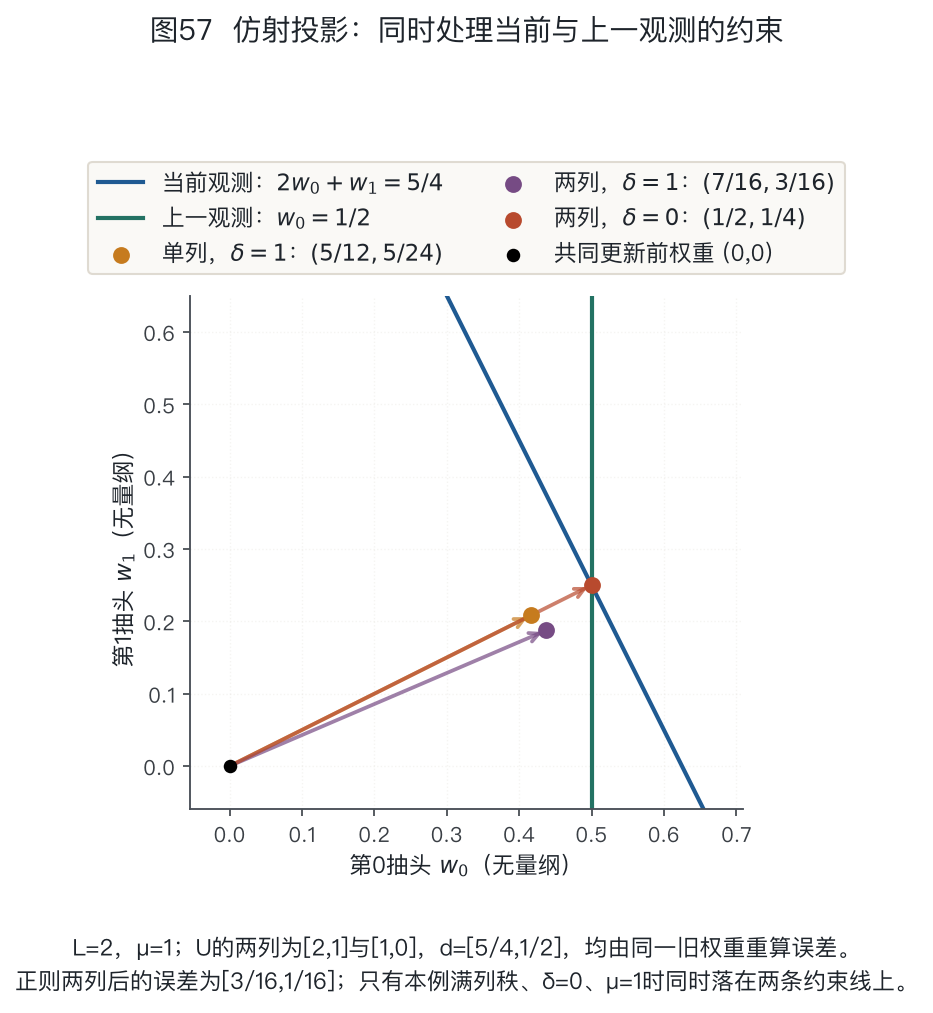 图57 仿射投影：同时处理当前与上一观测的约束
当前观测：2w₀ + w₁ = 5/4
上一观测：w₀ = 1/2
单列，δ = 1：(5/12, 5/24)
两列，δ = 1：(7/16, 3/16)
两列，δ = 0：(1/2, 1/4)
共同更新前权重 (0,0)
0.6
0.5
0.4
0.3
0.2
0.1
0.0
第1抽头 w₁（无量纲）
0.0 0.1 0.2 0.3 0.4 0.5 0.6 0.7
第0抽头 w₀（无量纲）
L=2，μ=1；U的两列为[2,1]与[1,0]，d=[5/4,1/2]，均由同一旧权重重算误差。
正则两列后的误差为[3/16,1/16]；只有本例满列秩、δ=0、μ=1时同时落在两条约束线上。